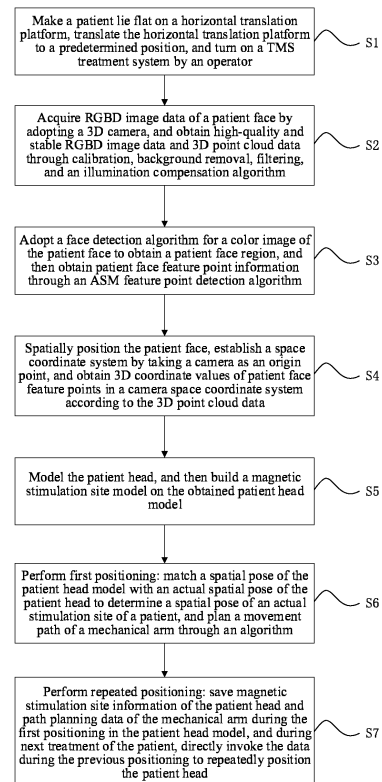 Make a patient lie flat on a horizontal translation
platform, translate the horizontal translation platform
to a predetermined position, and turn on a TMS
treatment system by an operator
S1
Acquire RGBD image data of a patient face by
adopting a 3D camera, and obtain high-quality and
stable RGBD image data and 3D point cloud data
through calibration, background removal, filtering,
and an illumination compensation algorithm
S2
Adopt a face detection algorithm for a color image of
the patient face to obtain a patient face region, and
then obtain patient face feature point information
through an ASM feature point detection algorithm
S3
Spatially position the patient face, establish a space
coordinate system by taking a camera as an origin
point, and obtain 3D coordinate values of patient face
feature points in a camera space coordinate system
according to the 3D point cloud data
S4
Model the patient head, and then build a magnetic
stimulation site model on the obtained patient head
model
S5
Perform first positioning: match a spatial pose of the
patient head model with an actual spatial pose of the
patient head to determine a spatial pose of an actual
stimulation site of a patient, and plan a movement
path of a mechanical arm through an algorithm
S6
Perform repeated positioning: save magnetic
stimulation site information of the patient head and
path planning data of the mechanical arm during the
first positioning in the patient head model, and during
next treatment of the patient, directly invoke the data
during the previous positioning to repeatedly position
the patient head
S7